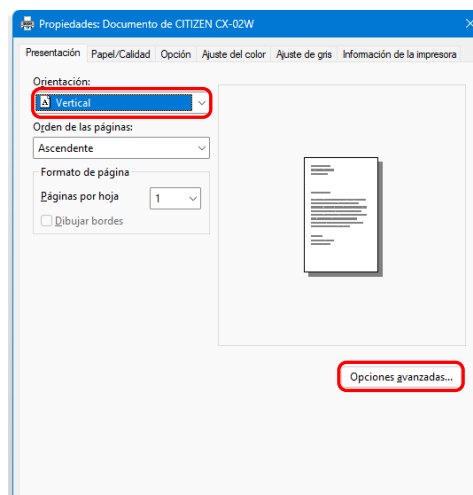 Propiedades: Documento de CITIZEN CX-02W
Presentación Papel/Calidad Opción Ajuste del color Ajuste de gris Información de la impresora
Orientación:
A Vertical
Orden de las páginas:
Ascendente
Formato de página
Páginas por hoja 1
Dibujar bordes
Opciones avanzadas...